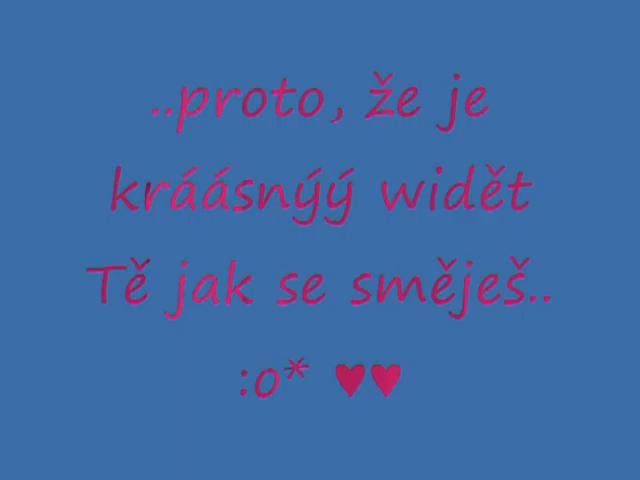 ..proto, že je
kráásnýý widět
Tě jak se směješ..
:o* ♥♥